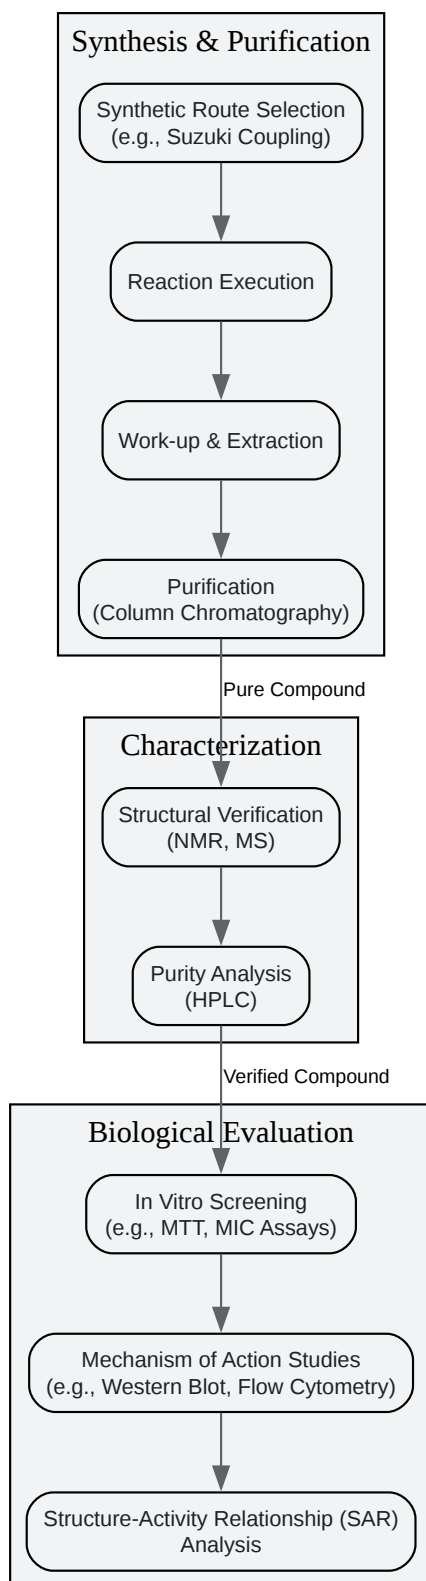 Synthesis & Purification
Synthetic Route Selection
(e.g., Suzuki Coupling)
Reaction Execution
Work-up & Extraction
Purification
(Column Chromatography)
Pure Compound
Characterization
Structural Verification
(NMR, MS)
Purity Analysis
(HPLC)
Verified Compound
Biological Evaluation
In Vitro Screening
(e.g., MTT, MIC Assays)
Mechanism of Action Studies
(e.g., Western Blot, Flow Cytometry)
Structure-Activity Relationship (SAR)
Analysis